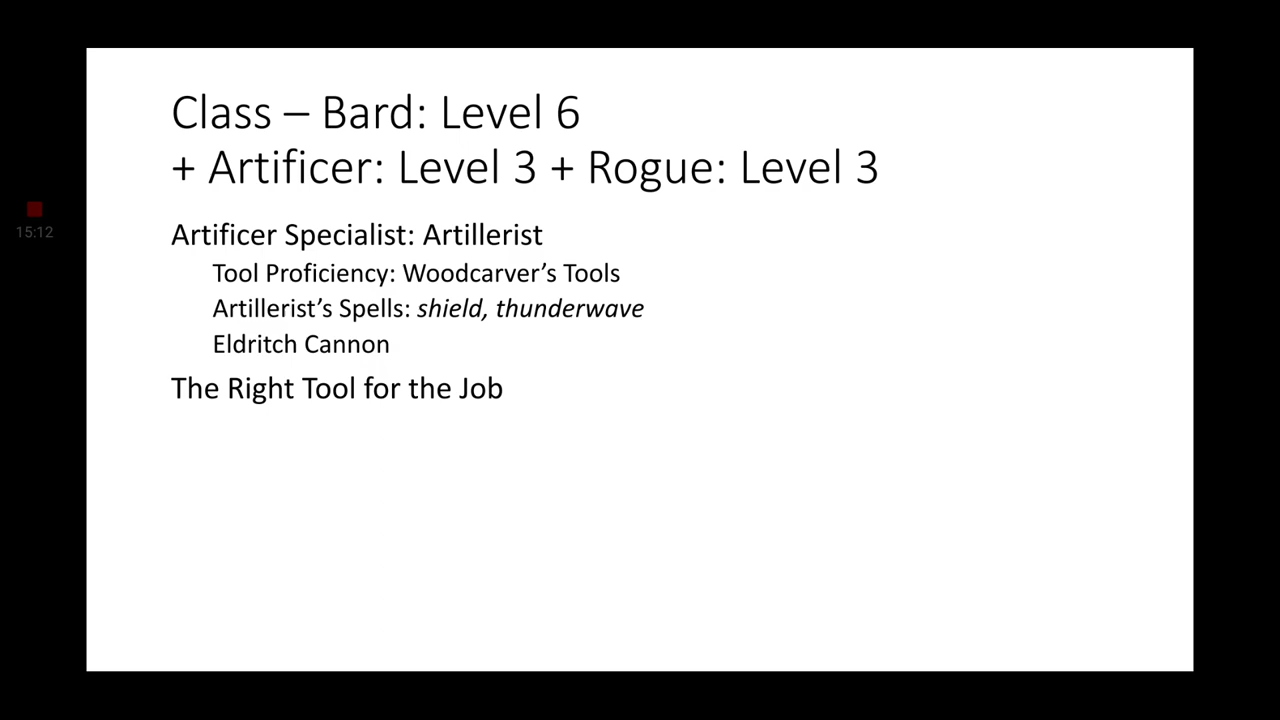 Class – Bard: Level 6
+ Artificer: Level 3 + Rogue: Level 3
15:12
Artificer Specialist: Artillerist
Tool Proficiency: Woodcarver’s Tools
Artillerist’s Spells: shield, thunderwave
Eldritch Cannon
The Right Tool for the Job